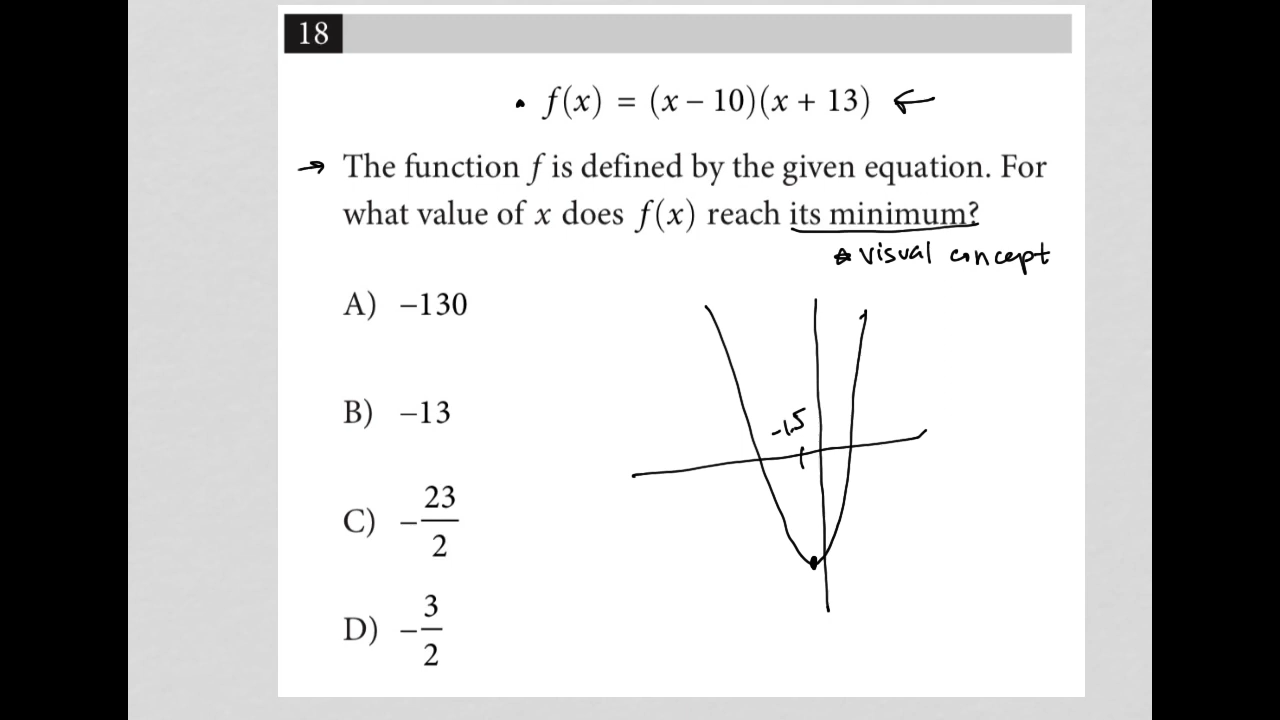 18
• f(x) = (x – 10)(x + 13) ←
→ The function f is defined by the given equation. For
what value of x does f(x) reach its minimum?
* visual concept
A) –130
B) –13
C) –23/2
D) –3/2
-1.5